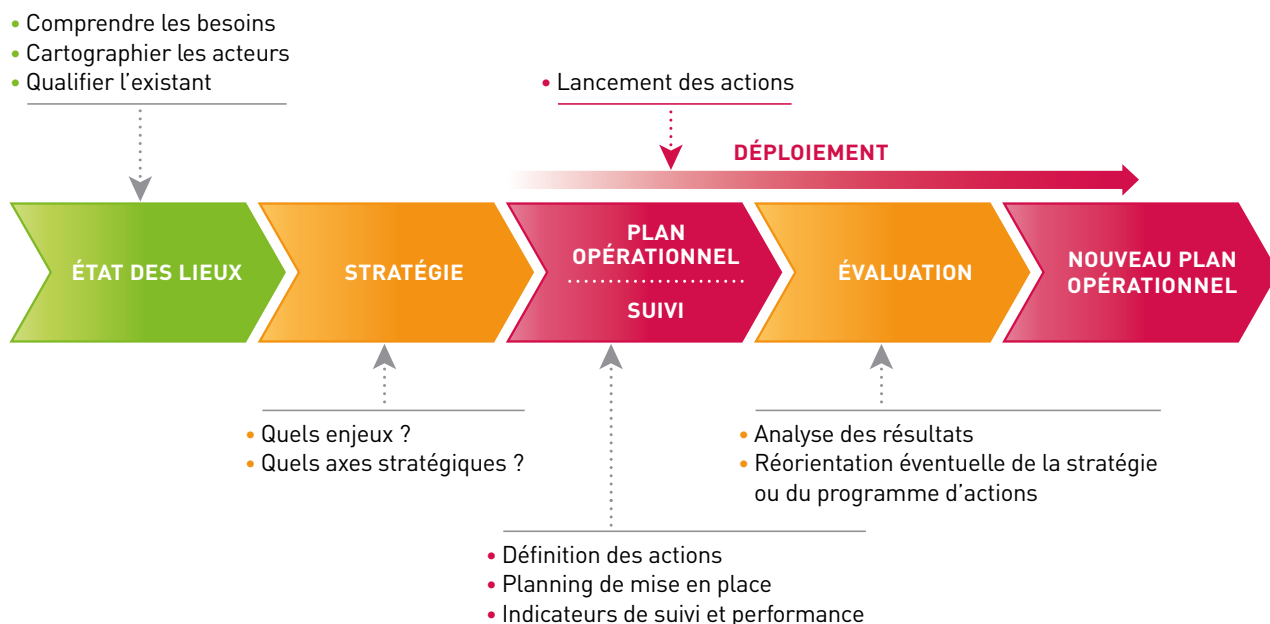 • Comprendre les besoins
• Cartographier les acteurs
• Qualifier l'existant
• Lancement des actions
DÉPLOIEMENT
ÉTAT DES LIEUX
STRATÉGIE
PLAN
OPÉRATIONNEL
SUIVI
ÉVALUATION
NOUVEAU PLAN
OPÉRATIONNEL
• Quels enjeux ?
• Quels axes stratégiques ?
• Analyse des résultats
• Réorientation éventuelle de la stratégie
ou du programme d'actions
• Définition des actions
• Planning de mise en place
• Indicateurs de suivi et performance